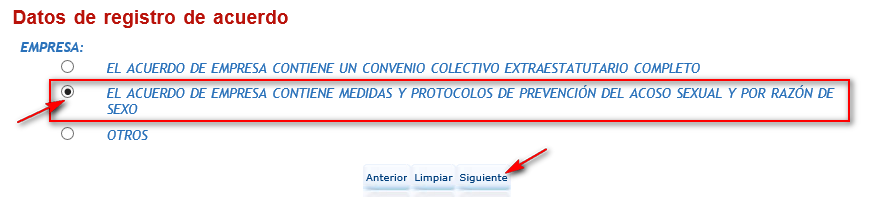 Datos de registro de acuerdo
EMPRESA:
EL ACUERDO DE EMPRESA CONTIENE UN CONVENIO COLECTIVO EXTRAESTATUTARIO COMPLETO
EL ACUERDO DE EMPRESA CONTIENE MEDIDAS Y PROTOCOLOS DE PREVENCIÓN DEL ACOSO SEXUAL Y POR RAZÓN DE
SEXO
OTROS
Anterior Limpiar Siguiente